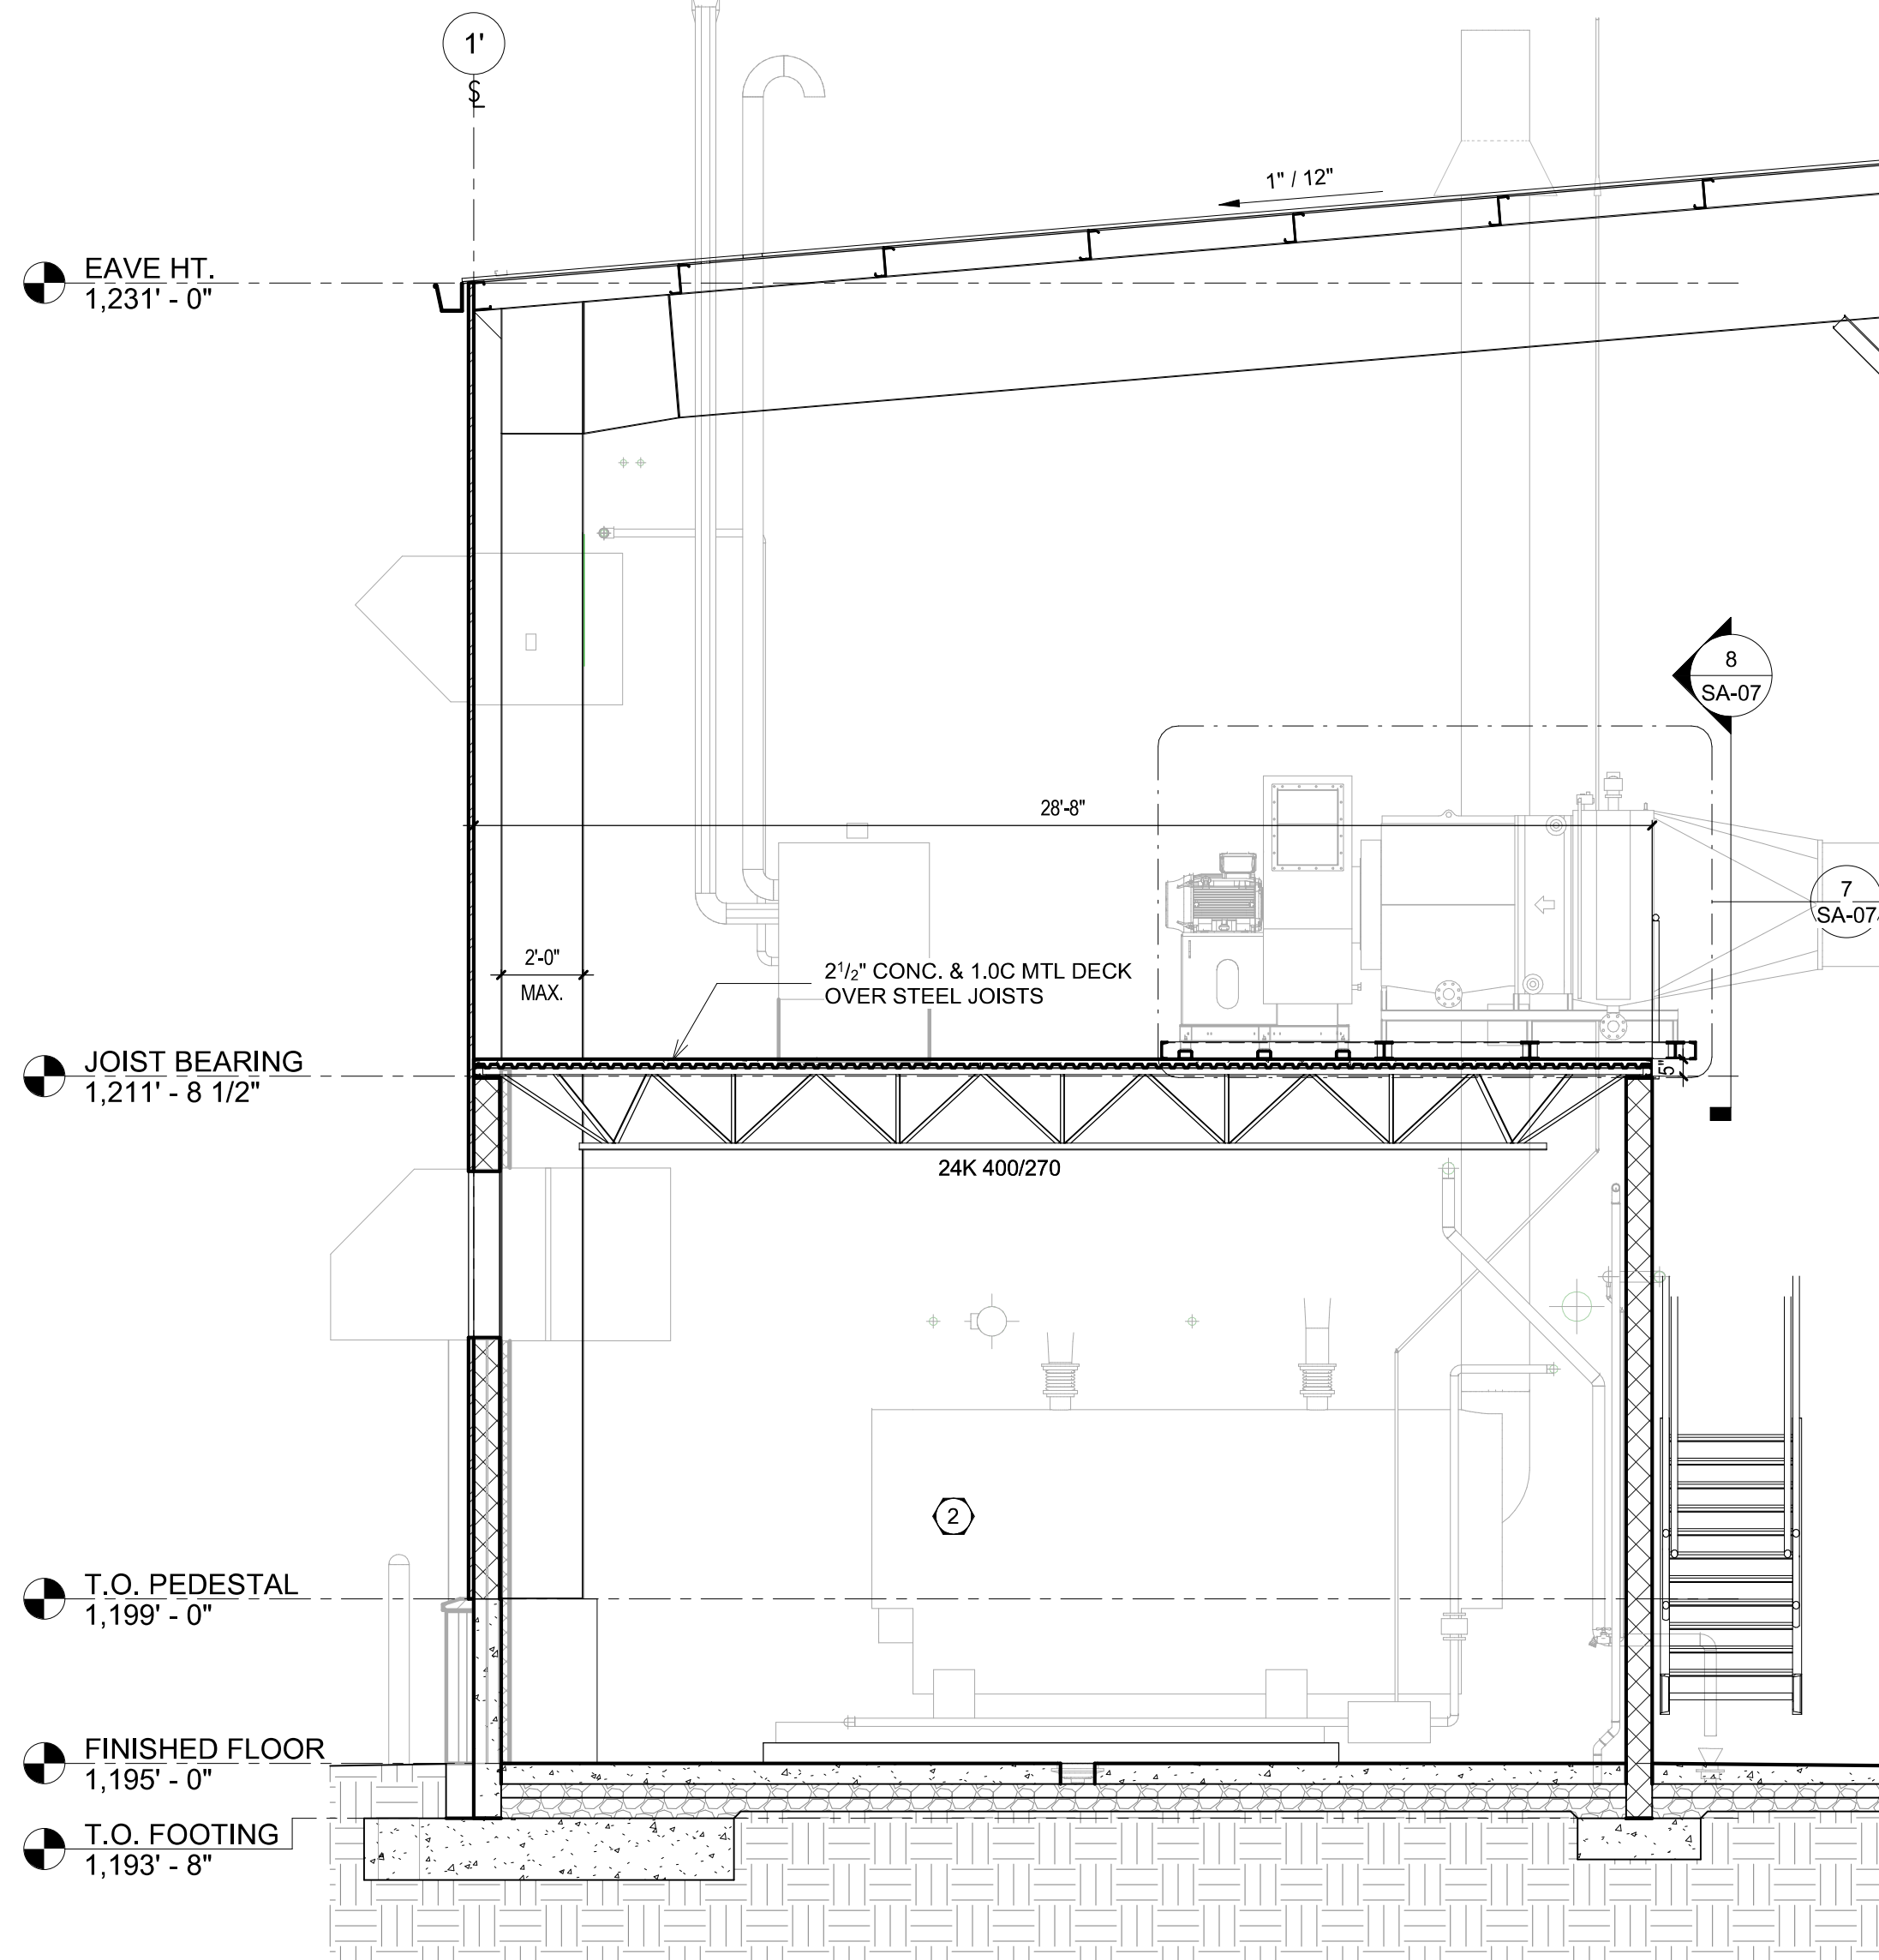 1'
1" / 12"
EAVE HT.
1,231' - 0"
8
SA-07
28'-8"
7
SA-07
2'-0"
MAX.
2 1/2" CONC. & 1.0C MTL DECK
OVER STEEL JOISTS
JOIST BEARING
1,211' - 8 1/2"
5"
24K 400/270
2
T.O. PEDESTAL
1,199' - 0"
FINISHED FLOOR
1,195' - 0"
T.O. FOOTING
1,193' - 8"